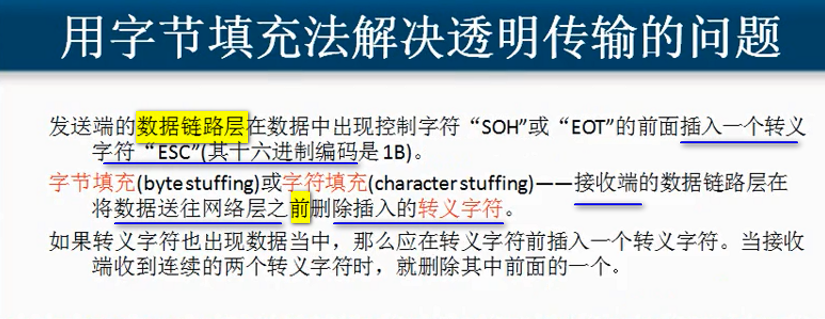 用字节填充法解决透明传输的问题
发送端的数据链路层在数据中出现控制字符“SOH”或“EOT”的前面插入一个转义
字符“ESC”(其十六进制编码是 1B)。
字节填充(byte stuffing)或字符填充(character stuffing)——接收端的数据链路层在
将数据送往网络层之前删除插入的转义字符。
如果转义字符也出现数据当中，那么应在转义字符前插入一个转义字符。当接收
端收到连续的两个转义字符时，就删除其中前面的一个。